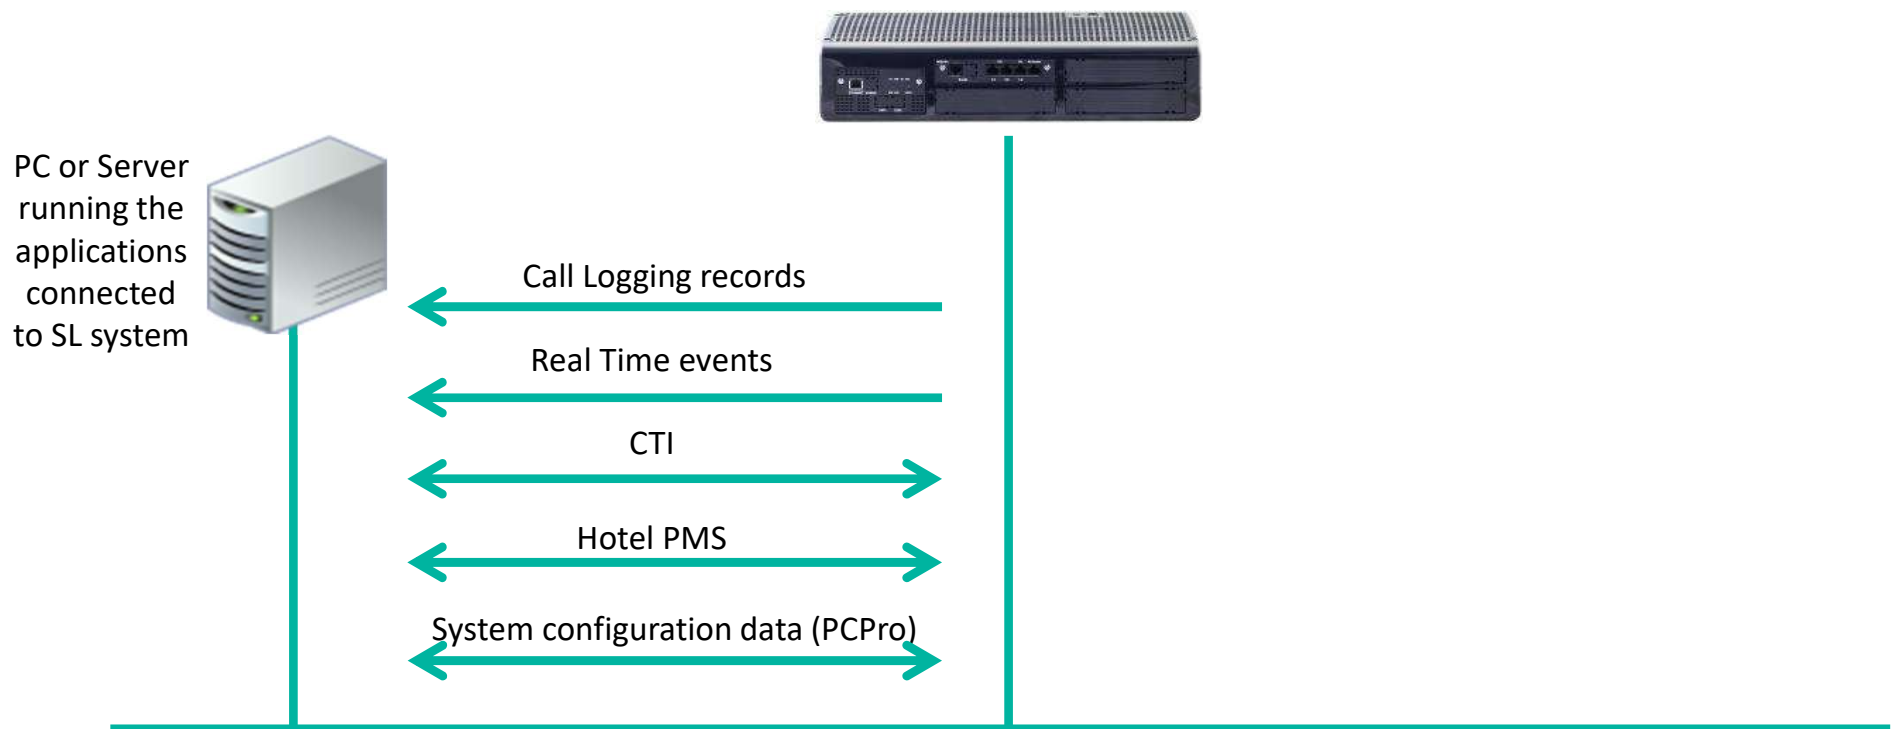 PC or Server
running the
applications
connected
to SL system
Call Logging records
Real Time events
CTI
Hotel PMS
System configuration data (PCPro)